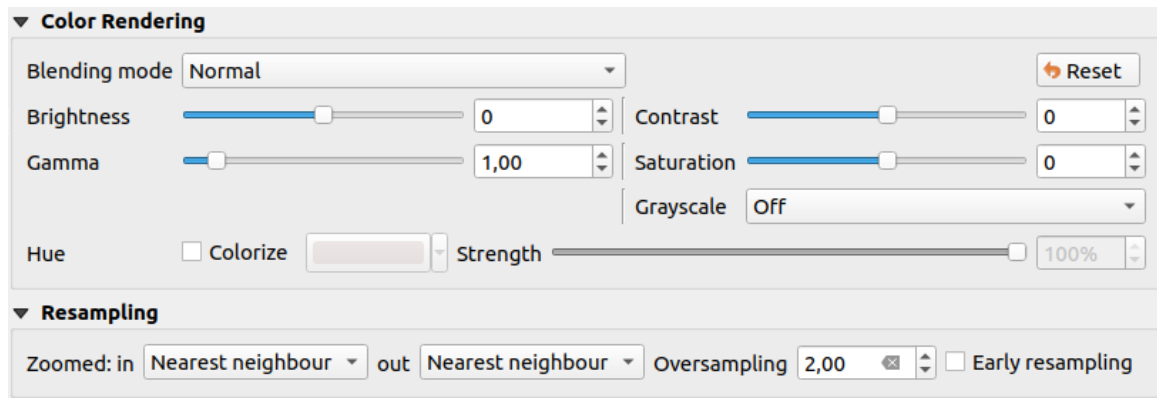 Color Rendering
Blending mode Normal Reset
Brightness 0 Contrast 0
Gamma 1,00 Saturation 0
Grayscale Off
Hue Colorize Strength 100%
Resampling
Zoomed: in Nearest neighbour out Nearest neighbour Oversampling 2,00 Early resampling